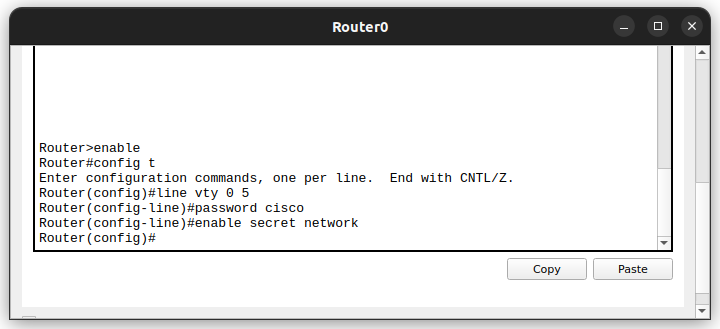 Router0
Router>enable
Router#config t
Enter configuration commands, one per line.  End with CNTL/Z.
Router(config)#line vty 0 5
Router(config-line)#password cisco
Router(config-line)#enable secret network
Router(config)#
Copy
Paste